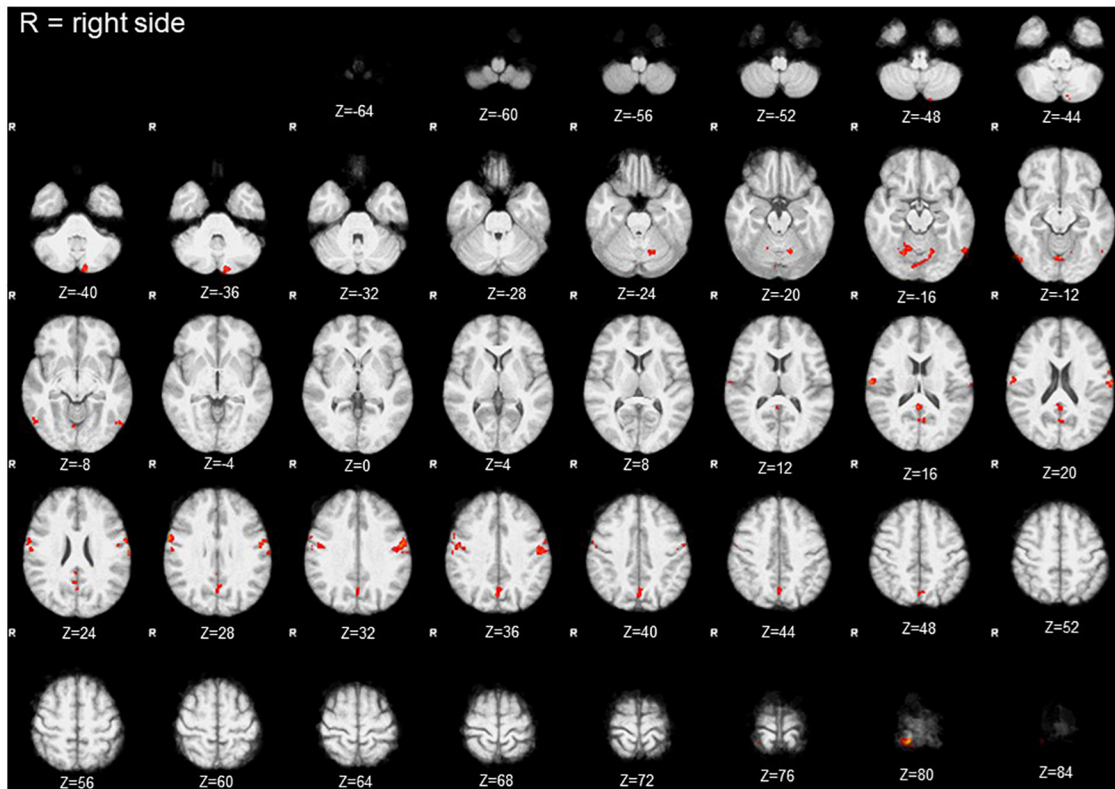 R = right side
Z=-64 Z=-60 Z=-56 Z=-52 Z=-48 Z=-44
R R R R R R R R
R Z=-40 R Z=-36 R Z=-32 R Z=-28 R Z=-24 R Z=-20 R Z=-16 R Z=-12
R Z=-8 R Z=-4 R Z=0 R Z=4 R Z=8 R Z=12 R Z=16 R Z=20
R Z=24 R Z=28 R Z=32 R Z=36 R Z=40 R Z=44 R Z=48 R Z=52
Z=56 Z=60 Z=64 Z=68 Z=72 Z=76 Z=80 Z=84